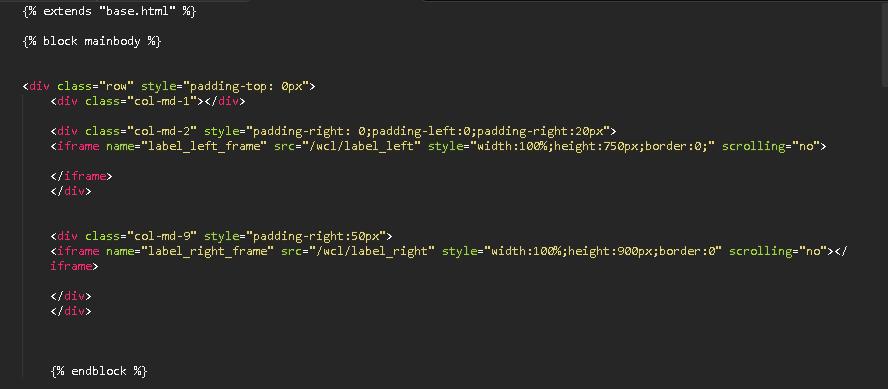 {% extends "base.html" %}
{% block mainbody %}
<div class="row" style="padding-top: 0px">
<div class="col-md-1"></div>
<div class="col-md-2" style="padding-right: 0;padding-left:0;padding-right:20px">
<iframe name="label_left_frame" src="/wcl/label_left" style="width:100%;height:750px;border:0;" scrolling="no">
</iframe>
</div>
<div class="col-md-9" style="padding-right:50px">
<iframe name="label_right_frame" src="/wcl/label_right" style="width:100%;height:900px;border:0" scrolling="no"></
iframe>
</div>
</div>
{% endblock %}